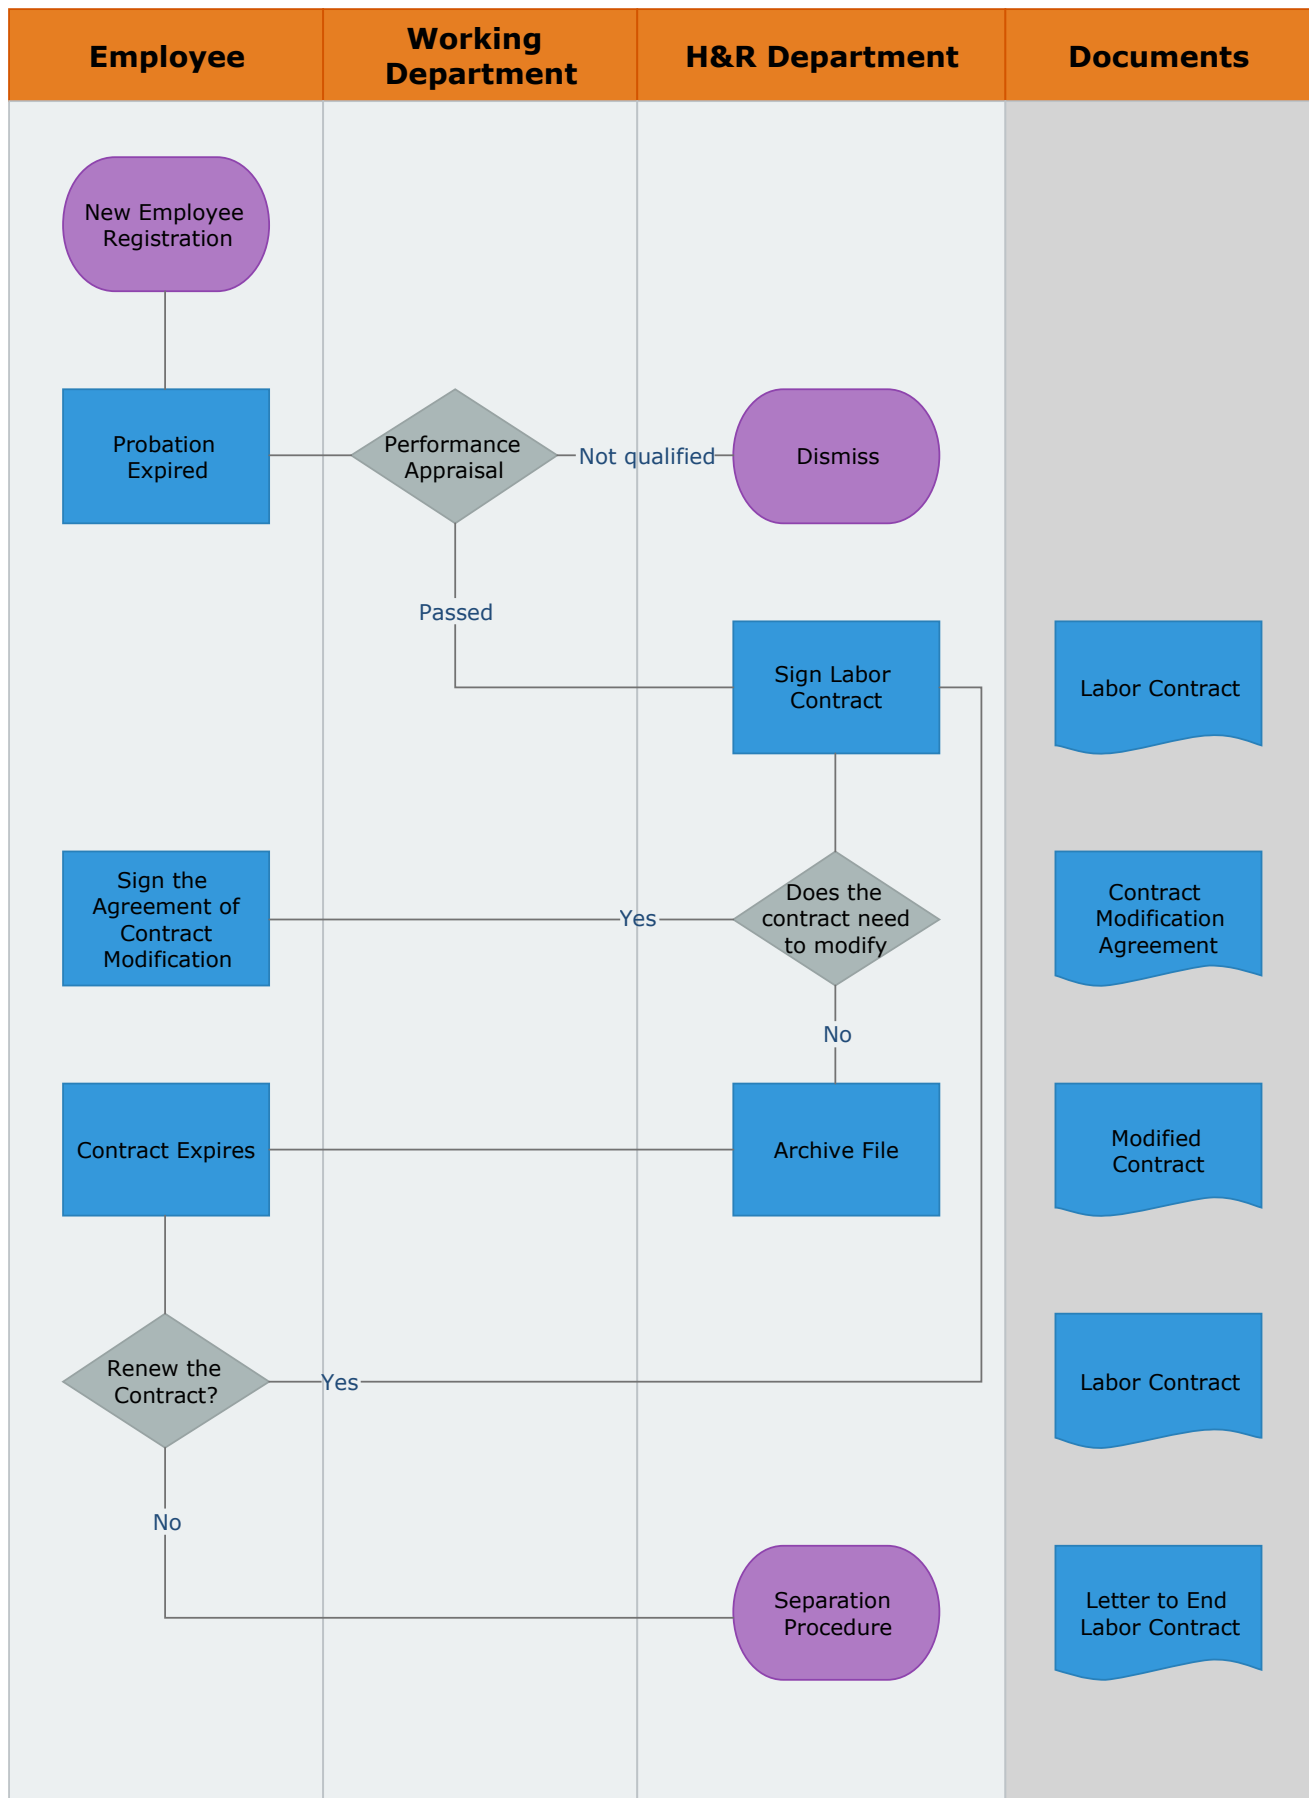 Employee
Working
Department
H&R Department
Documents
New Employee
Registration
Probation
Expired
Performance
Appraisal
Not qualified
Dismiss
Passed
Sign Labor
Contract
Labor Contract
Sign the
Agreement of
Contract
Modification
Yes
Does the
contract need
to modify
Contract
Modification
Agreement
No
Contract Expires
Archive File
Modified
Contract
Renew the
Contract?
Yes
Labor Contract
No
Separation
Procedure
Letter to End
Labor Contract